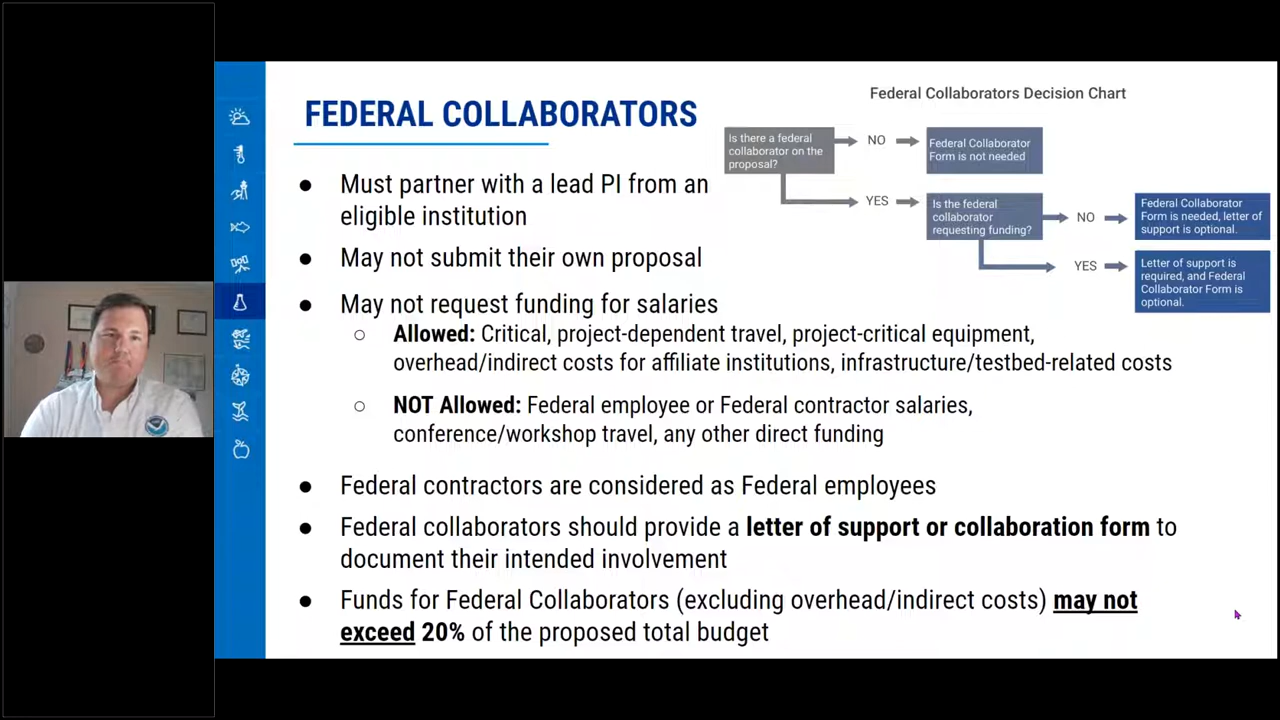 FEDERAL COLLABORATORS
● Must partner with a lead PI from an
eligible institution
● May not submit their own proposal
● May not request funding for salaries
○ Allowed: Critical, project-dependent travel, project-critical equipment,
overhead/indirect costs for affiliate institutions, infrastructure/testbed-related costs
○ NOT Allowed: Federal employee or Federal contractor salaries,
conference/workshop travel, any other direct funding
● Federal contractors are considered as Federal employees
● Federal collaborators should provide a letter of support or collaboration form to
document their intended involvement
● Funds for Federal Collaborators (excluding overhead/indirect costs) may not
exceed 20% of the proposed total budget
Federal Collaborators Decision Chart
Is there a federal
collaborator on the
proposal?
NO
Federal Collaborator
Form is not needed
YES
Is the federal
collaborator
requesting funding?
NO
Federal Collaborator
Form is needed, letter of
support is optional.
YES
Letter of support is
required, and Federal
Collaborator Form is
optional.